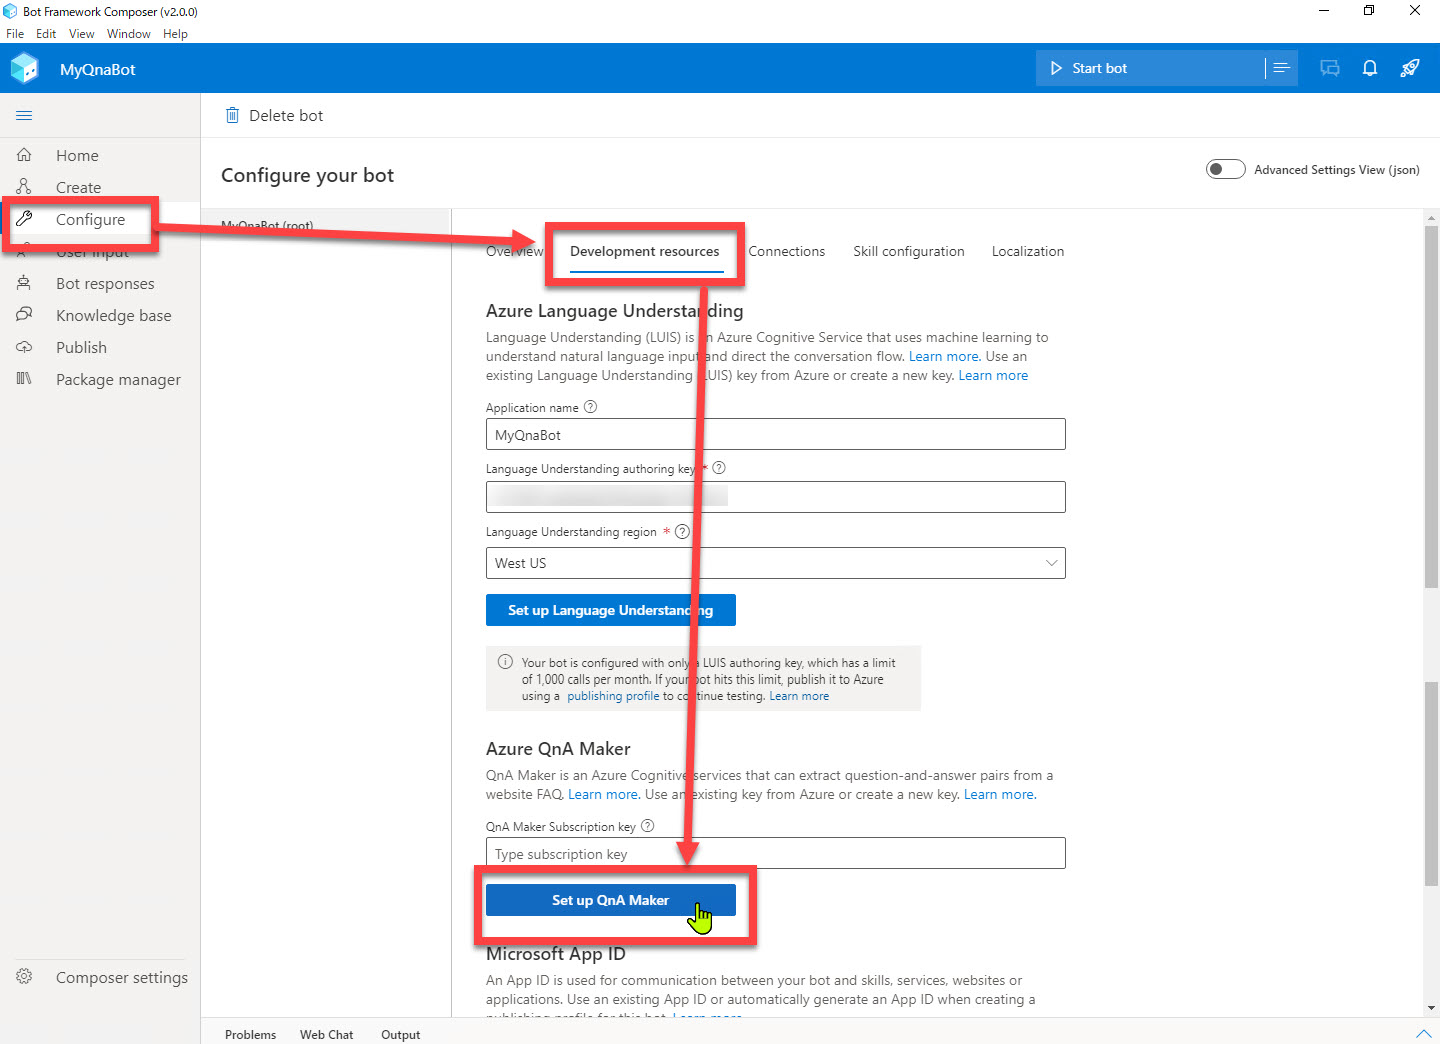 Bot Framework Composer (v2.0.0)
File Edit View Window Help
MyQnaBot
Start bot
Delete bot
Home
Create
Configure
User input
Bot responses
Knowledge base
Publish
Package manager
Composer settings
Configure your bot
Advanced Settings View (json)
MyQnaBot (root)
Overview Development resources Connections Skill configuration Localization
Azure Language Understanding
Language Understanding (LUIS) is an Azure Cognitive Service that uses machine learning to
understand natural language input and direct the conversation flow. Learn more. Use an
existing Language Understanding (LUIS) key from Azure or create a new key. Learn more
Application name ?
MyQnaBot
Language Understanding authoring key * ?
Language Understanding region * ?
West US
Set up Language Understanding
Your bot is configured with only a LUIS authoring key, which has a limit
of 1,000 calls per month. If your bot hits this limit, publish it to Azure
using a publishing profile to continue testing. Learn more
Azure QnA Maker
QnA Maker is an Azure Cognitive services that can extract question-and-answer pairs from a
website FAQ. Learn more. Use an existing key from Azure or create a new key. Learn more.
QnA Maker Subscription key ?
Type subscription key
Set up QnA Maker
Microsoft App ID
An App ID is used for communication between your bot and skills, services, websites or
applications. Use an existing App ID or automatically generate an App ID when creating a
publishing profile for this bot. Learn more
Problems Web Chat Output